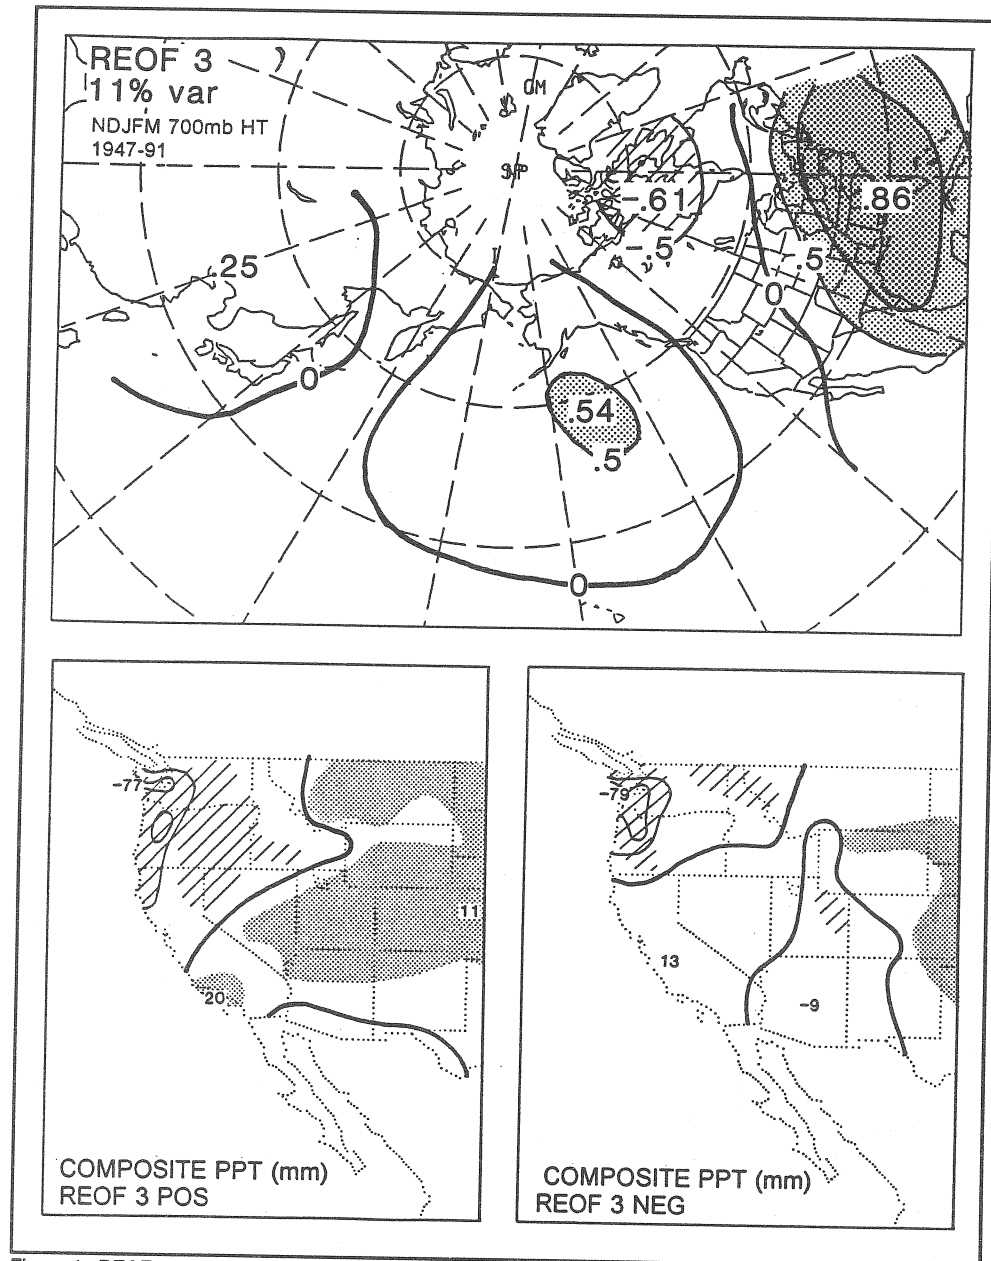 REOF 3
11% var
NDJFM 700mb HT
1947-91
0M
-.61
.86
-.5
.5
.25
0
0
.54
.5
0
-77
11
20
COMPOSITE PPT (mm)
REOF 3 POS
-79
13
-9
COMPOSITE PPT (mm)
REOF 3 NEG